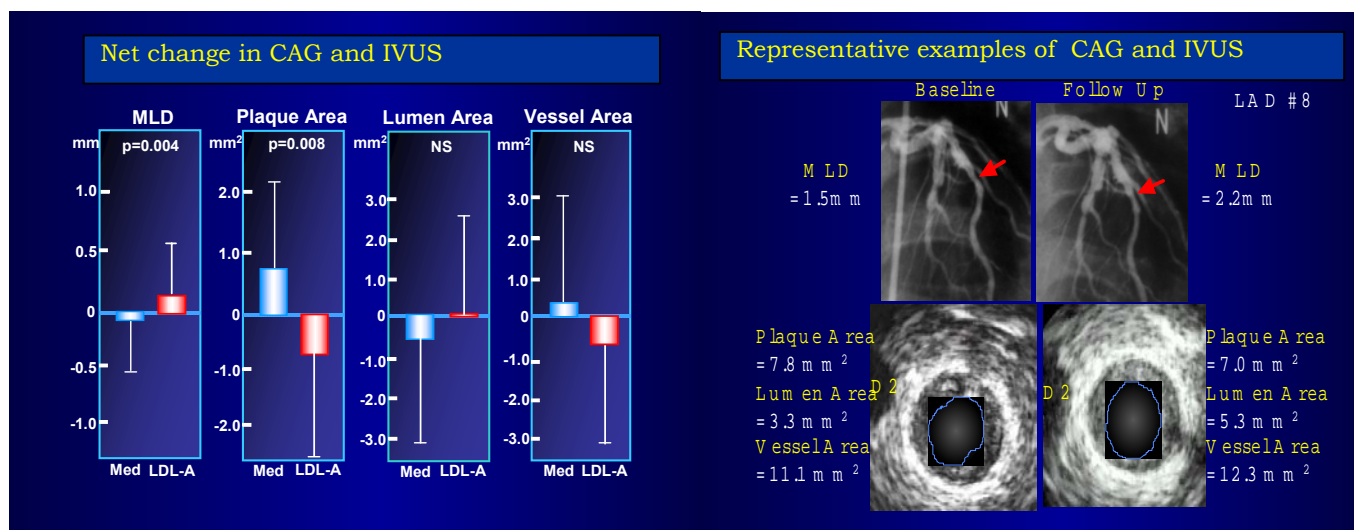 Net change in CAG and IVUS
MLD
Plaque Area
Lumen Area
Vessel Area
mm
p=0.004
mm2
p=0.008
mm2
NS
mm2
NS
1.0
0.5
0
-0.5
-1.0
2.0
1.0
0
-1.0
-2.0
3.0
2.0
1.0
0
-1.0
-2.0
-3.0
3.0
2.0
1.0
0
-1.0
-2.0
-3.0
Med LDL-A
Med LDL-A
Med LDL-A
Med LDL-A
Representative examples of CAG and IVUS
Baseline
Follow Up
LAD #8
N
N
MLD
=1.5mm
MLD
=2.2mm
Plaque Area
=7.8mm2
Lumen Area
=3.3mm2
Vessel Area
=11.1mm2
D2
D2
Plaque Area
=7.0mm2
Lumen Area
=5.3mm2
Vessel Area
=12.3mm2